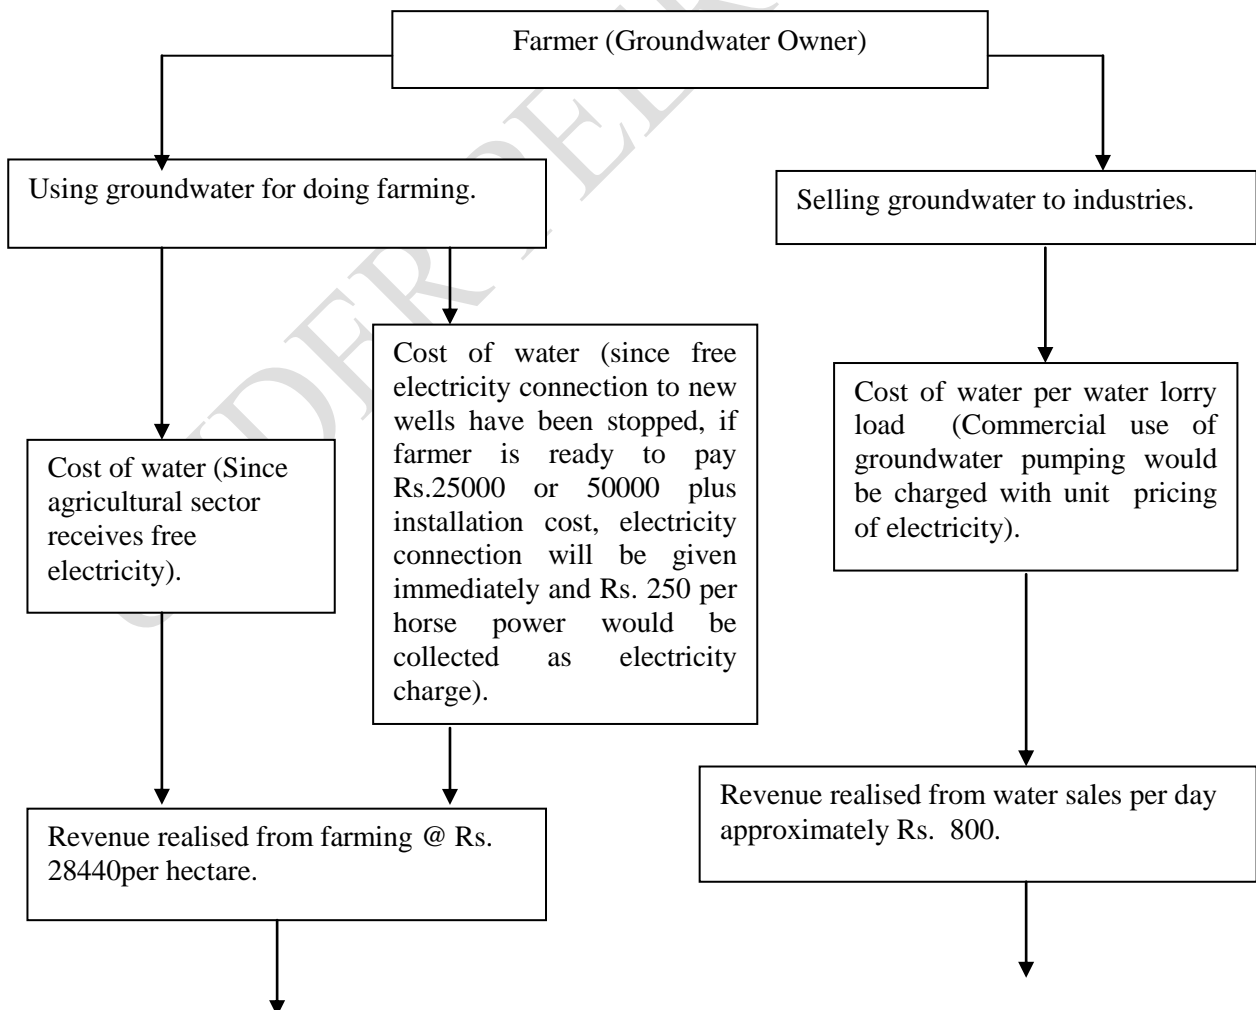 Farmer (Groundwater Owner)
Using groundwater for doing farming.
Selling groundwater to industries.
Cost of water (Since
agricultural sector
receives free
electricity).
Cost of water (since free
electricity connection to new
wells have been stopped, if
farmer is ready to pay
Rs.25000 or 50000 plus
installation cost, electricity
connection will be given
immediately and Rs. 250 per
horse power would be
collected as electricity
charge).
Cost of water per water lorry
load (Commercial use of
groundwater pumping would
be charged with unit pricing
of electricity).
Revenue realised from farming @ Rs.
28440per hectare.
Revenue realised from water sales per day
approximately Rs. 800.